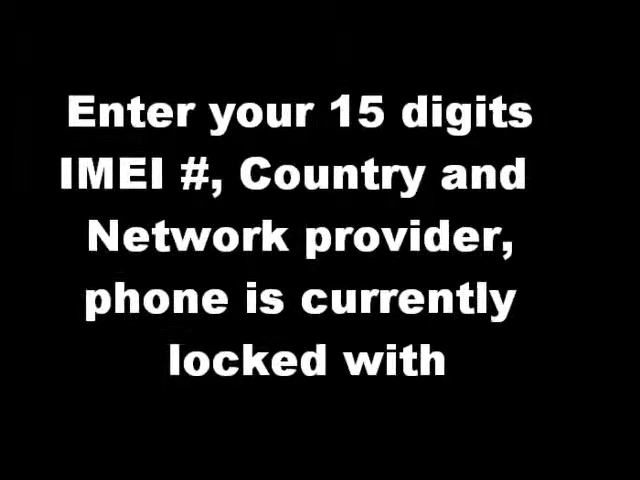 Enter your 15 digits
IMEI #, Country and
Network provider,
phone is currently
locked with